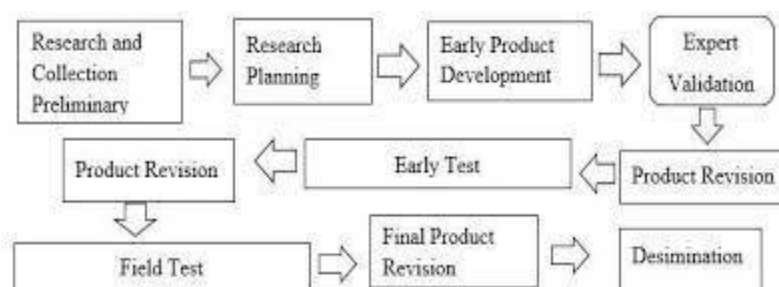 Research and
Collection
Preliminary
Research
Planning
Early Product
Development
Expert
Validation
Product Revision
Early Test
Product Revision
Field Test
Final Product
Revision
Desimination